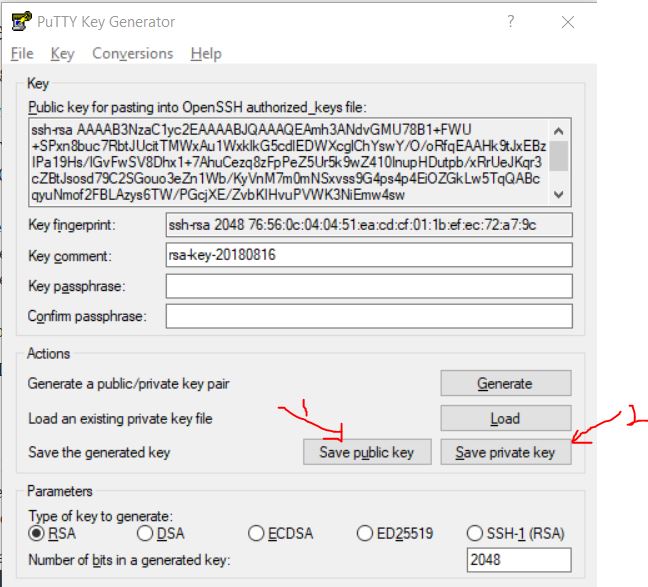 PuTTY Key Generator
File Key Conversions Help
Key
Public key for pasting into OpenSSH authorized_keys file:
ssh-rsa AAAAB3NzaC1yc2EAAAABJQAAAQEAmh3ANdvGMU78B1+FWU
+SPxn8buc7RbtJUcitTMWxAu1WxklkG5cdlEDWXcglChYswY/O/oRfqEAAHk9tJxEBz
IPa19Hs/IGvFwSV8Dhx1+7AhuCezq8zFpPeZ5Ur5k9wZ410InupHDutpb/xRrUeJKqr3
cZBtJsosd79C2SGouo3eZn1Wb/KyVnM7m0mNSxvss9G4ps4p4EiOZGkLw5TqQABc
qyuNmof2FBLAzys6TW/PGcjXE/ZvbKIHvuPVWK3NiEmw4sw
Key fingerprint: ssh-rsa 2048 76:56:0c:04:04:51:ea:cd:cf:01:1b:ef:ec:72:a7:9c
Key comment: rsa-key-20180816
Key passphrase:
Confirm passphrase:
Actions
Generate a public/private key pair Generate
Load an existing private key file Load
1 2
Save the generated key Save public key Save private key
Parameters
Type of key to generate:
RSA DSA ECDSA ED25519 SSH-1 (RSA)
Number of bits in a generated key: 2048